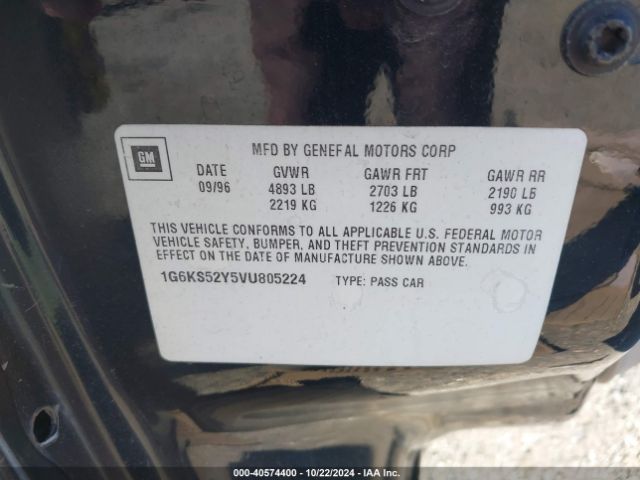 GM
MFD BY GENEFAL MOTORS CORP
DATE GVWR GAWR FRT GAWR RR
09/96 4893 LB 2703 LB 2190 LB
2219 KG 1226 KG 993 KG
THIS VEHICLE CONFORMS TO ALL APPLICABLE U.S. FEDERAL MOTOR
VEHICLE SAFETY, BUMPER, AND THEFT PREVENTION STANDARDS IN
EFFECT ON THE DATE OF MANUFACTURE SHOWN ABOVE.
1G6KS52Y5VU805224 TYPE: PASS CAR
000-40574400 - 10/22/2024 - IAA Inc.